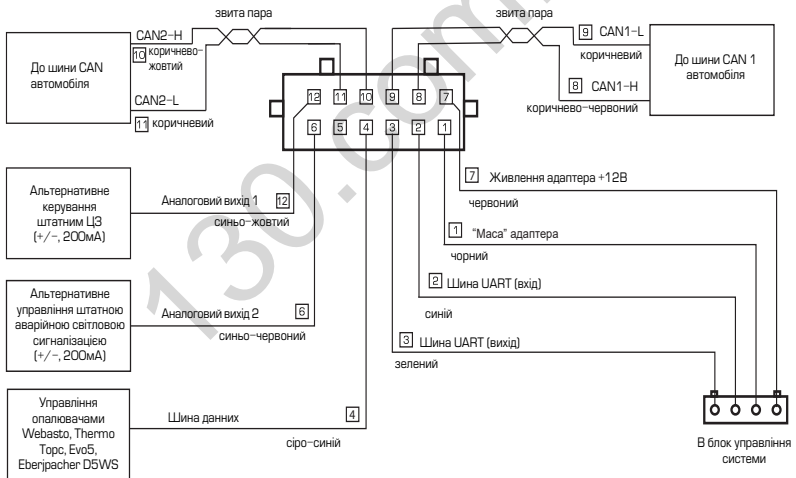 звита пара
звита пара
CAN2-H
10 коричнево-
жовтий
До шини CAN
автомобіля
CAN2-L
11 коричневий
9 CAN1-L
коричневий
До шини CAN 1
автомобіля
8 CAN1-H
коричнево-червоний
12 11 10 9 8 7
6 5 4 3 2 1
Альтернативне
керування
штатним ЦЗ
(+/-, 200мА)
Аналоговий вихід 1 12
синьо-жовтий
7 Живлення адаптера +12В
червоний
1 "Маса" адаптера
чорний
Альтернативне
управління штатною
аварійною світловою
сигналізацією
(+/-, 200мА)
Аналоговий вихід 2 6
синьо-червоний
2 Шина UART (вхід)
синій
3 Шина UART (вихід)
зелений
Управління
опалювачами
Webasto, Thermo
Topc, Evo5,
Eberjpacher D5WS
Шина данних 4
сіро-синій
В блок управління
системи
130.com